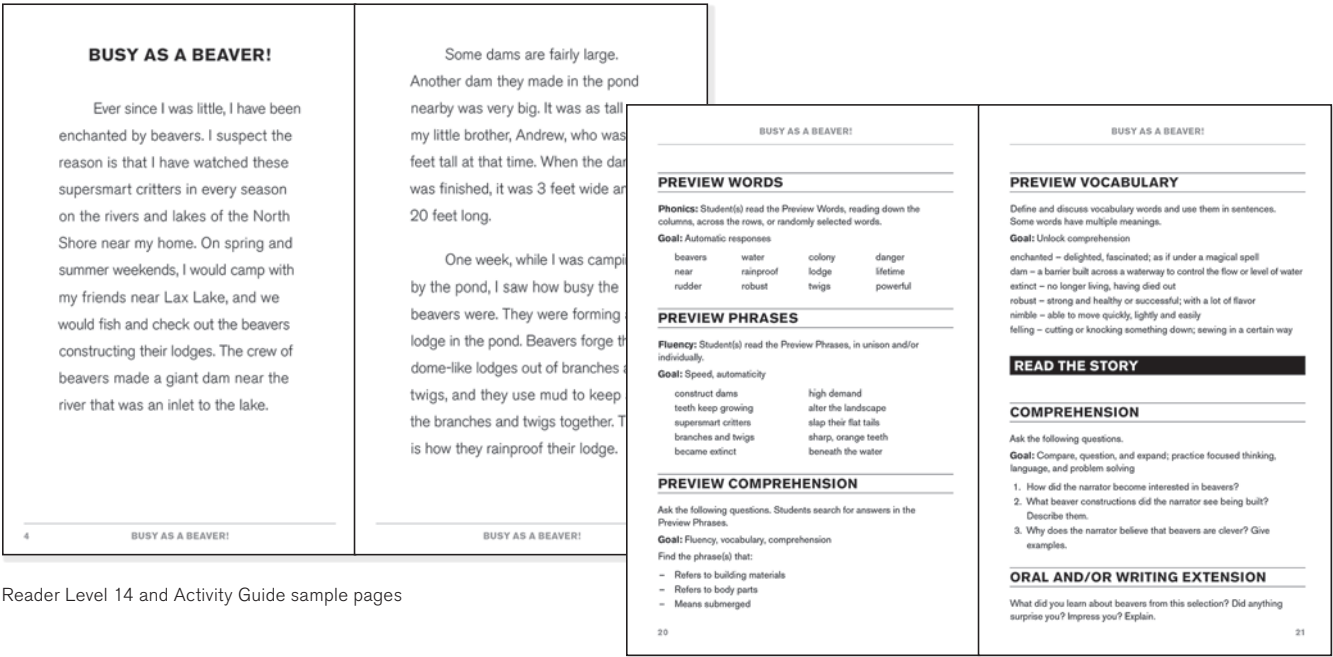 BUSY AS A BEAVER!
Ever since I was little, I have been
enchanted by beavers. I suspect the
reason is that I have watched these
supersmart critters in every season
on the rivers and lakes of the North
Shore near my home. On spring and
summer weekends, I would camp with
my friends near Lax Lake, and we
would fish and check out the beavers
constructing their lodges. The crew of
beavers made a giant dam near the
river that was an inlet to the lake.
4
BUSY AS A BEAVER!
Some dams are fairly large.
Another dam they made in the pond
nearby was very big. It was as tall
my little brother, Andrew, who was
feet tall at that time. When the
was finished, it was 3 feet wide
20 feet long.
One week, while I was
by the pond, I saw how busy the
beavers were. They were forming
lodge in the pond. Beavers forge
dome-like lodges out of branches
twigs, and they use mud to keep
the branches and twigs together.
is how they rainproof their lodge.
BUSY AS A BEAVER!
Reader Level 14 and Activity Guide sample pages
BUSY AS A BEAVER!
PREVIEW WORDS
Phonics: Student(s) read the Preview Words, reading down the
columns, across the rows, or randomly selected words.
Goal: Automatic responses
beavers water colony danger
near rainproof lodge lifetime
rudder robust twigs powerful
PREVIEW PHRASES
Fluency: Student(s) read the Preview Phrases, in unison and/or
individually.
Goal: Speed, automaticity
construct dams high demand
teeth keep growing alter the landscape
supersmart critters slap their flat tails
branches and twigs sharp, orange teeth
became extinct beneath the water
PREVIEW COMPREHENSION
Ask the following questions. Students search for answers in the
Preview Phrases.
Goal: Fluency, vocabulary, comprehension
Find the phrase(s) that:
– Refers to building materials
– Refers to body parts
– Means submerged
20
BUSY AS A BEAVER!
PREVIEW VOCABULARY
Define and discuss vocabulary words and use them in sentences.
Some words have multiple meanings.
Goal: Unlock comprehension
enchanted – delighted, fascinated; as if under a magical spell
dam – a barrier built across a waterway to control the flow or level of water
extinct – no longer living, having died out
robust – strong and healthy or successful; with a lot of flavor
nimble – able to move quickly, lightly and easily
felling – cutting or knocking something down; sewing in a certain way
READ THE STORY
COMPREHENSION
Ask the following questions.
Goal: Compare, question, and expand; practice focused thinking,
language, and problem solving
1. How did the narrator become interested in beavers?
2. What beaver constructions did the narrator see being built?
Describe them.
3. Why does the narrator believe that beavers are clever? Give
examples.
ORAL AND/OR WRITING EXTENSION
What did you learn about beavers from this selection? Did anything
surprise you? Impress you? Explain.
21